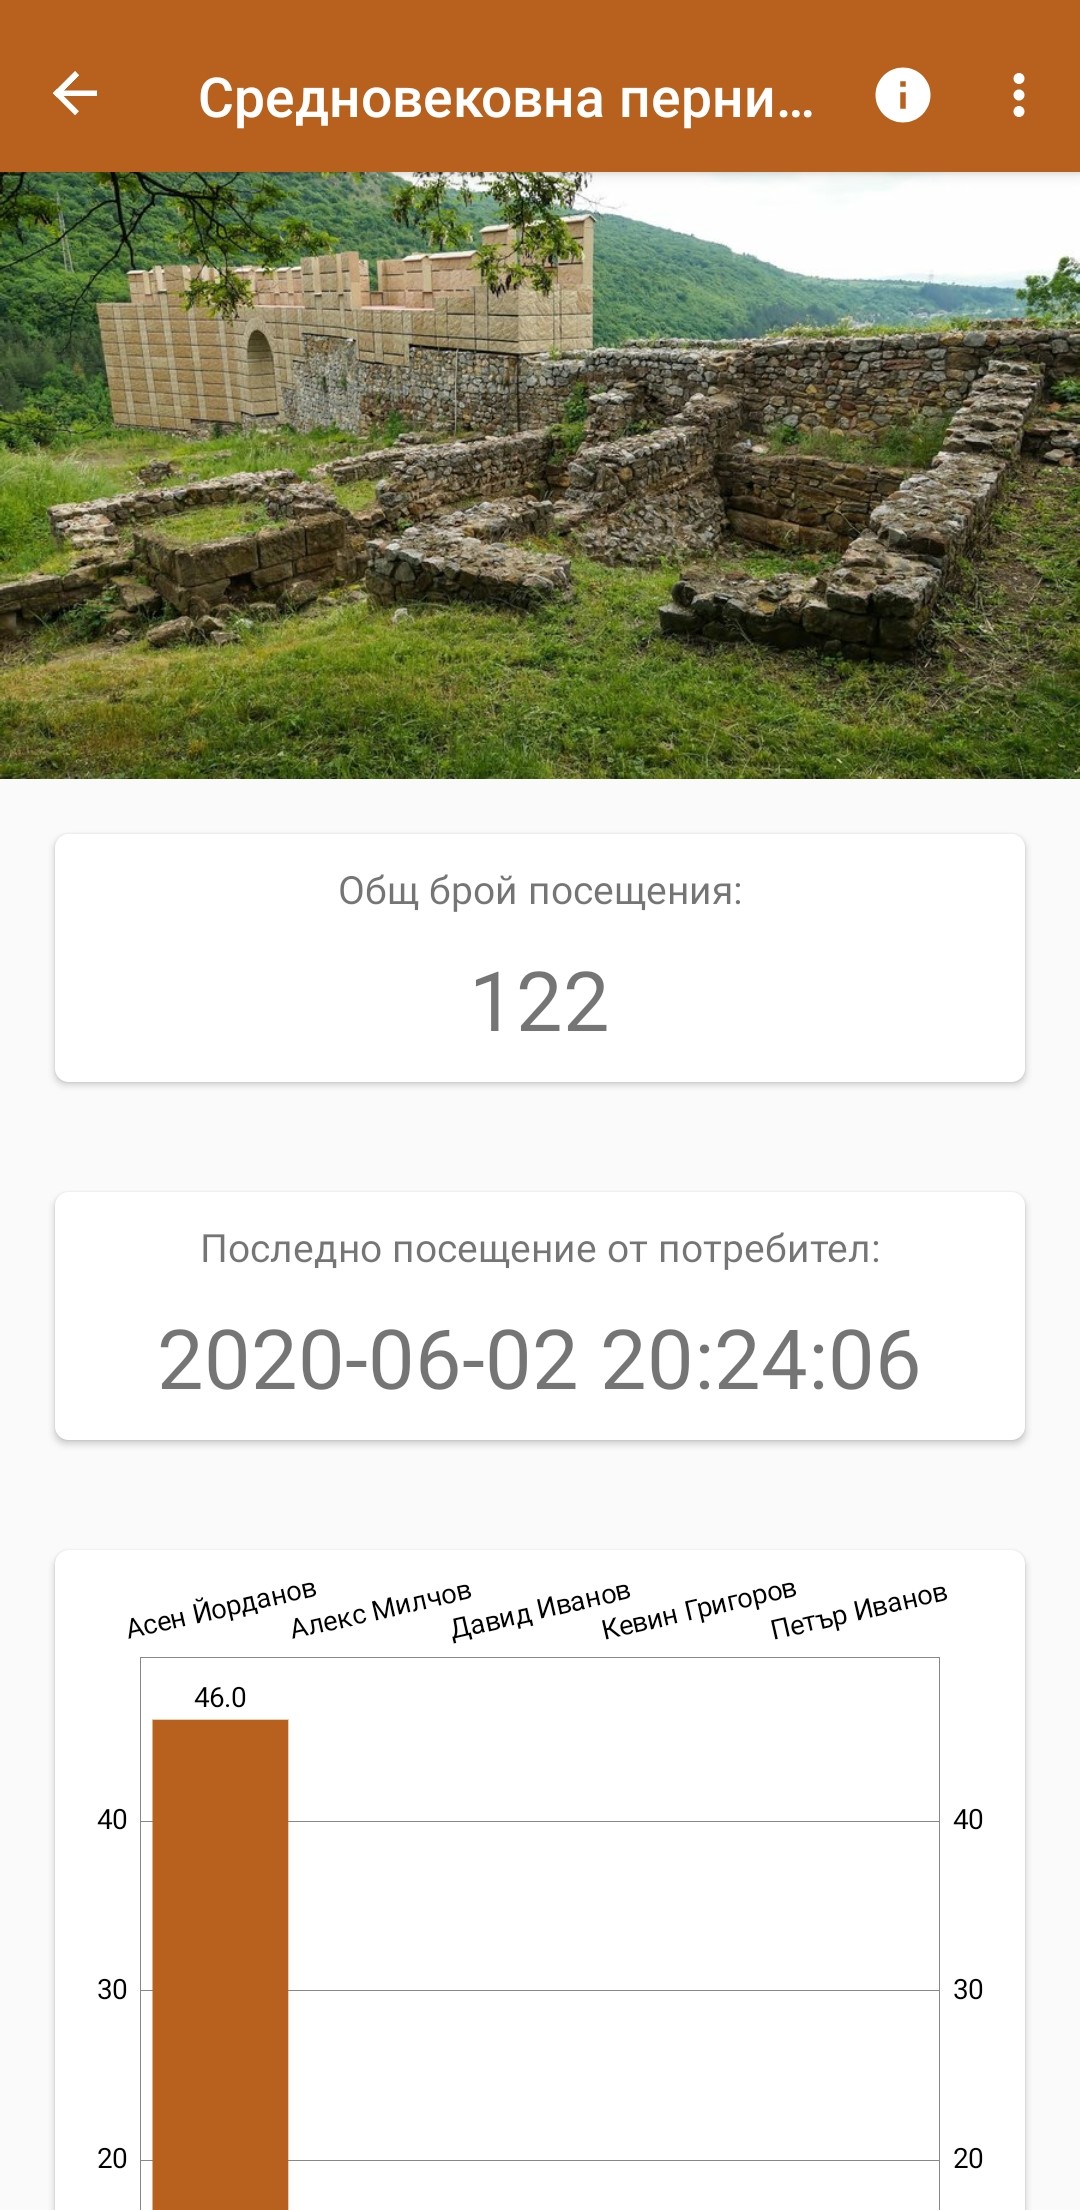 Средновековна перни...
Общ брой посещения:
122
Последно посещение от потребител:
2020-06-02 20:24:06
Асен Йорданов
Алекс Милчов
Давид Иванов
Кевин Григоров
Петър Иванов
46.0
40 40
30 30
20 20